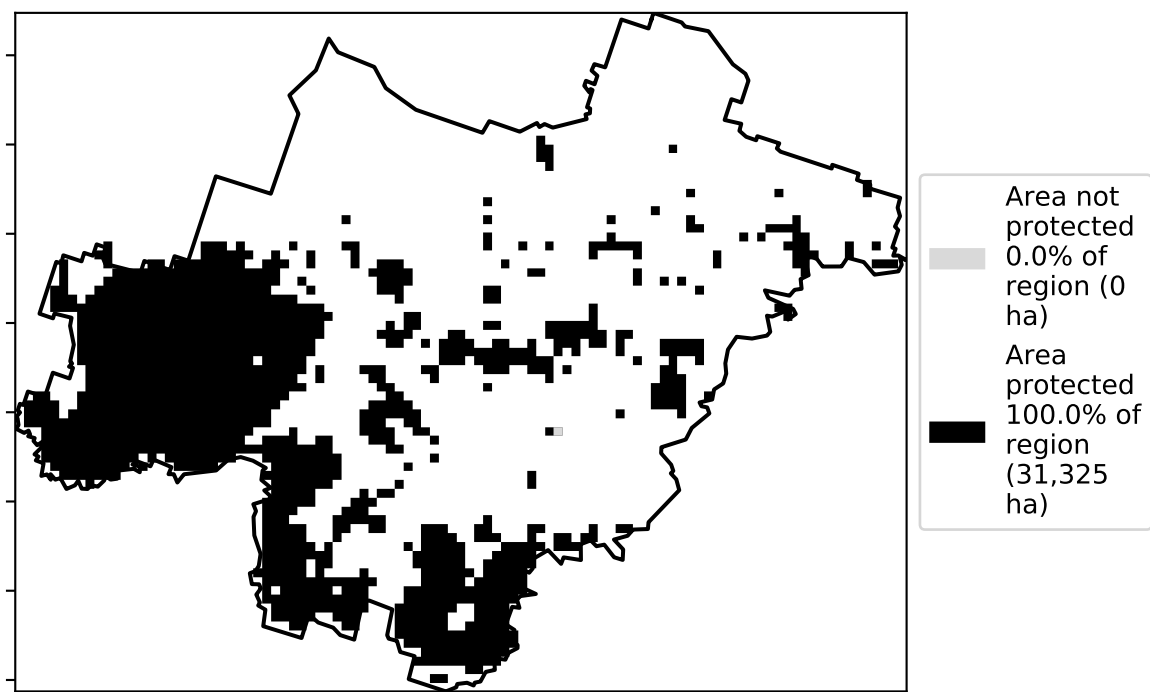 Area not
protected
0.0% of
region (0
ha)
Area
protected
100.0% of
region
(31,325
ha)